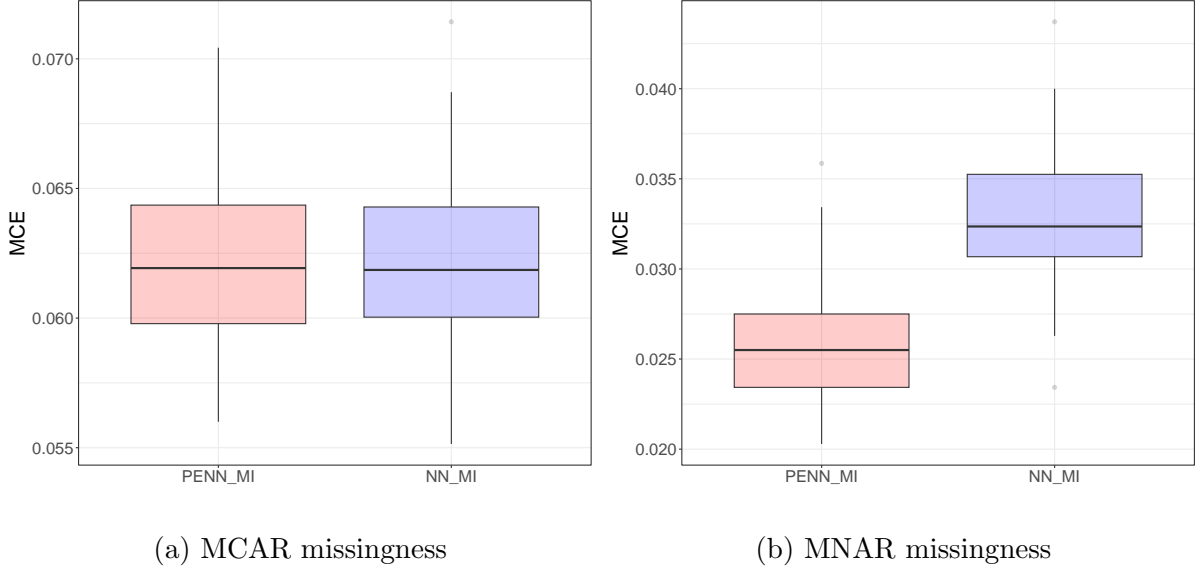 MCE
0.070
0.065
0.060
0.055
PENN_MI
NN_MI
(a) MCAR missingness
MCE
0.040
0.035
0.030
0.025
0.020
PENN_MI
NN_MI
(b) MNAR missingness